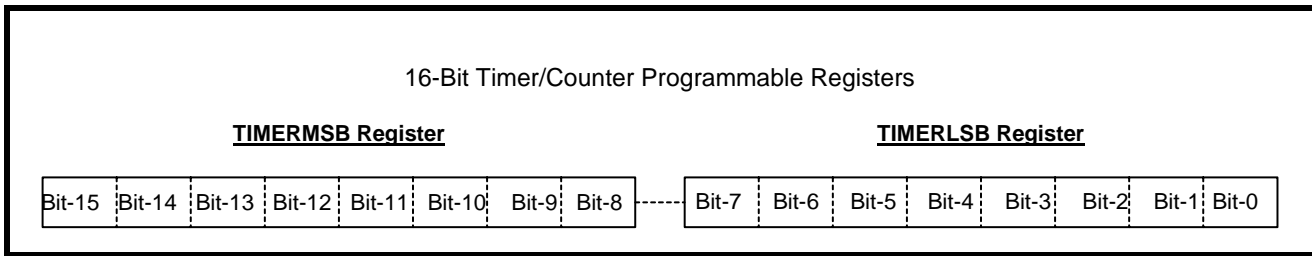 16-Bit Timer/Counter Programmable Registers
TIMERMSB Register TIMERLSB Register
Bit-15 Bit-14 Bit-13 Bit-12 Bit-11 Bit-10 Bit-9 Bit-8 Bit-7 Bit-6 Bit-5 Bit-4 Bit-3 Bit-2 Bit-1 Bit-0